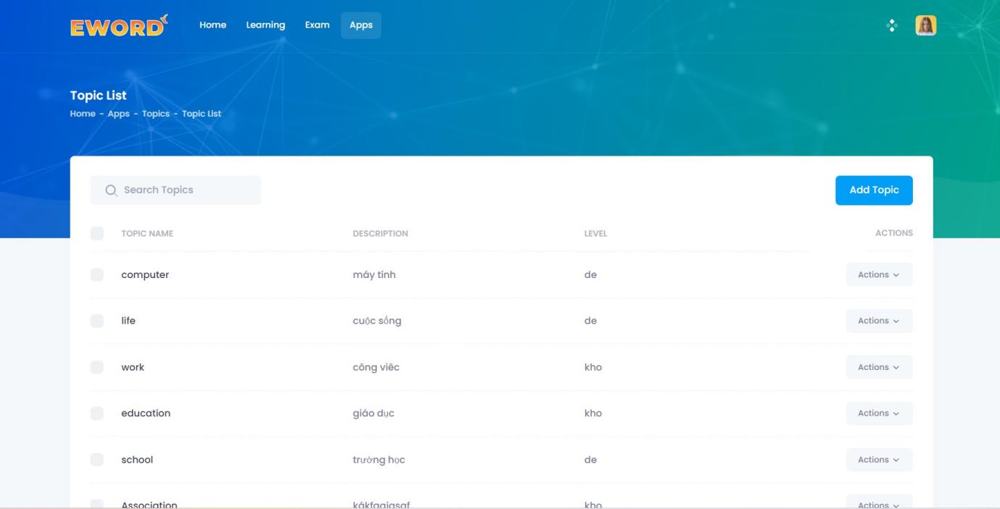 EWORD
Home Learning Exam Apps
Topic List
Home - Apps - Topics - Topic List
Search Topics
Add Topic
TOPIC NAME DESCRIPTION LEVEL ACTIONS
computer máy tính de Actions
life cuộc sống de Actions
work công viêc kho Actions
education giáo dục kho Actions
school trường học de Actions
Association kho Actions